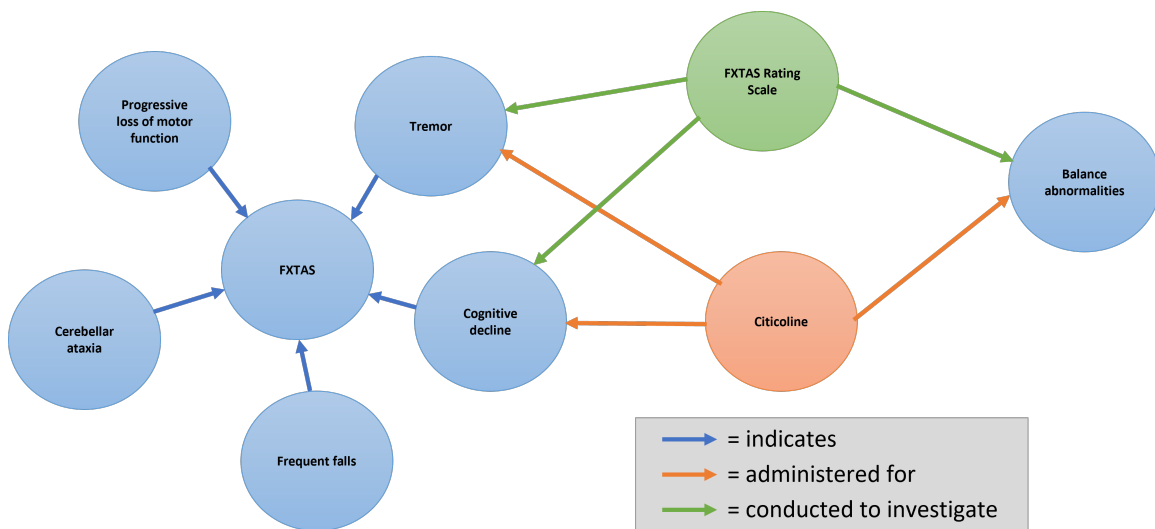 FXTAS Rating
Scale
Progressive
loss of motor
function
Tremor
Balance
abnormalities
FXTAS
Cognitive
decline
Citicoline
Cerebellar
ataxia
Frequent falls
= indicates
= administered for
= conducted to investigate